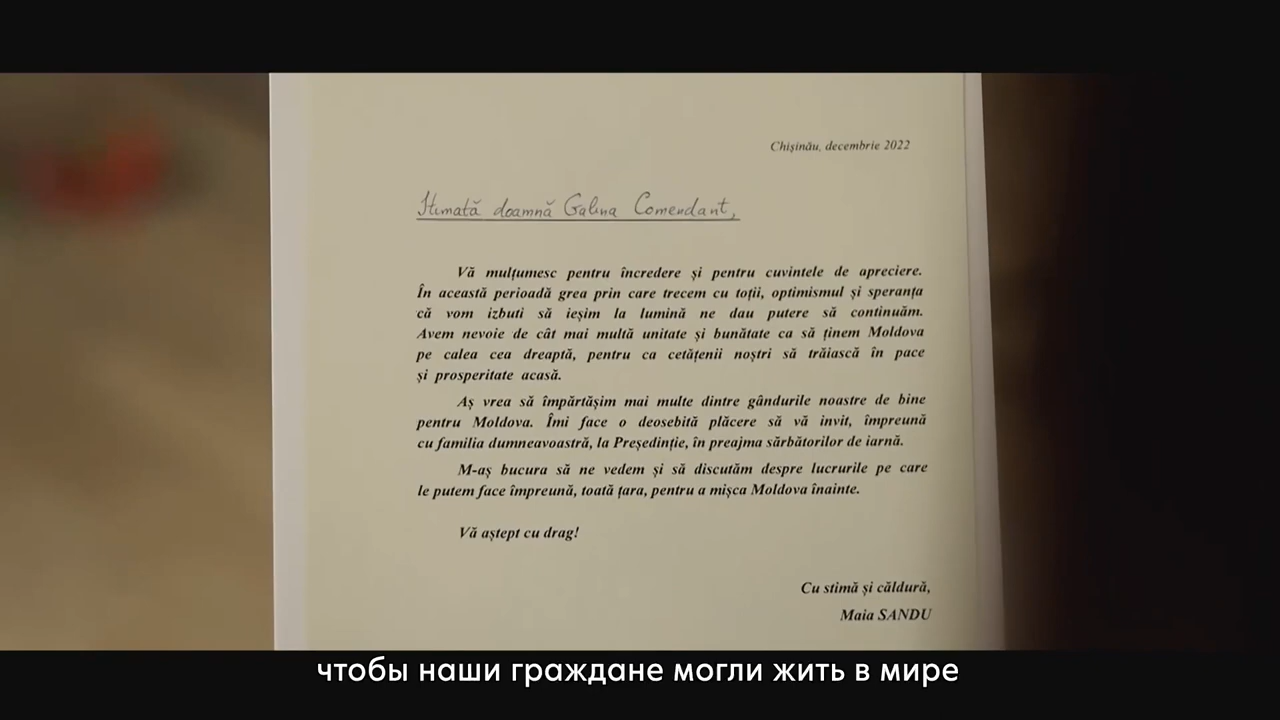 Chișinău, decembrie 2022
Stimată doamnă Galina Comendant,
Vă mulțumesc pentru încredere și pentru cuvintele de apreciere.
În această perioadă grea prin care trecem cu toții, optimismul și speranța
că vom izbuti să ieșim la lumină ne dau putere să continuăm.
Avem nevoie de cât mai multă unitate și bunătate ca să ținem Moldova
pe calea cea dreaptă, pentru ca cetățenii noștri să trăiască în pace
și prosperitate acasă.
Aș vrea să împărtășim mai multe dintre gândurile noastre de bine
pentru Moldova. Îmi face o deosebită plăcere să vă invit, împreună
cu familia dumneavoastră, la Președinție, în preajma sărbătorilor de iarnă.
M-aș bucura să ne vedem și să discutăm despre lucrurile pe care
le putem face împreună, toată țara, pentru a mișca Moldova înainte.
Vă aștept cu drag!
Cu stimă și căldură,
Maia SANDU
чтобы наши граждане могли жить в мире